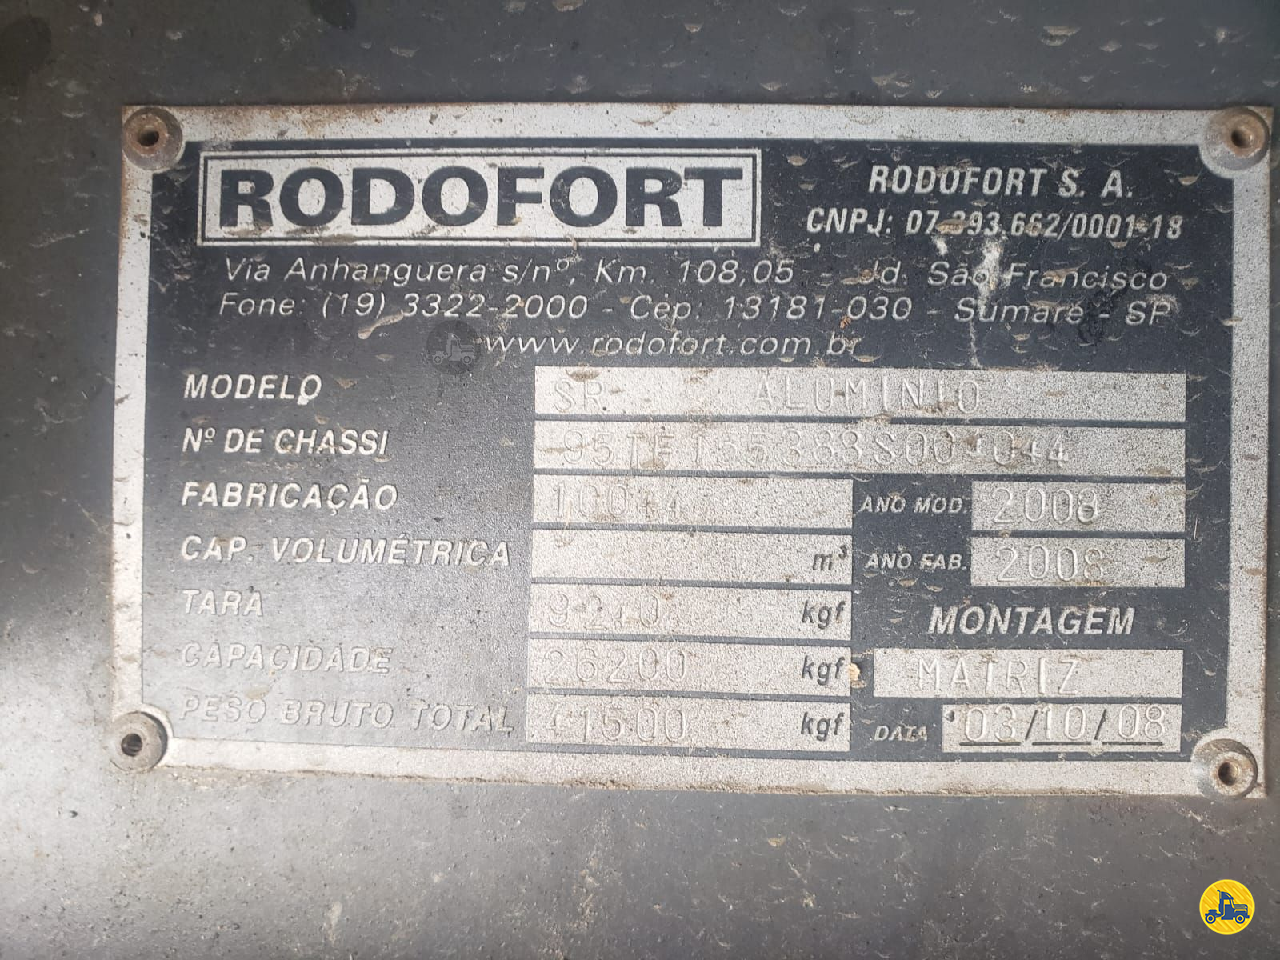 RODOFORT
RODOFORT S. A.
CNPJ: 07.393.662/0001-18
Via Anhanguera s/nº, Km. 108,05 - Jd. São Francisco
Fone: (19) 3322-2000 - Cep: 13181-030 - Sumaré - SP
www.rodofort.com.br
MODELO SR ALUMINIO
Nº DE CHASSI
FABRICAÇÃO ANO MOD. 2008
CAP. VOLUMÉTRICA m³ ANO FAB. 2008
TARA kgf MONTAGEM
CAPACIDADE 26200 kgf MATRIZ
PESO BRUTO TOTAL 41500 kgf DATA 03/10/08